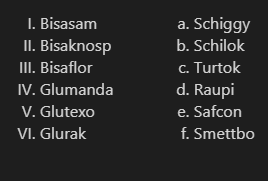 I. Bisasam
II. Bisaknosp
III. Bisaflor
IV. Glumanda
V. Glutexo
VI. Glurak
a. Schiggy
b. Schilok
c. Turtok
d. Raupi
e. Safcon
f. Smettbo